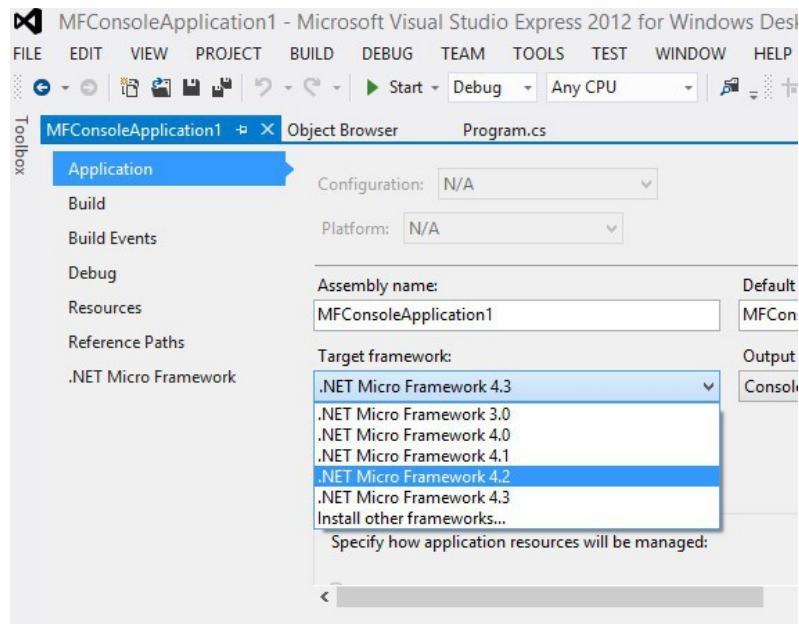 MFConsoleApplication1 - Microsoft Visual Studio Express 2012 for Windows Desk
FILE EDIT VIEW PROJECT BUILD DEBUG TEAM TOOLS TEST WINDOW HELP
Start Debug Any CPU
Toolbox
MFConsoleApplication1 Object Browser Program.cs
Application
Build
Build Events
Debug
Resources
Reference Paths
.NET Micro Framework
Configuration: N/A
Platform: N/A
Assembly name:
MFConsoleApplication1
Target framework:
.NET Micro Framework 4.3
.NET Micro Framework 3.0
.NET Micro Framework 4.0
.NET Micro Framework 4.1
.NET Micro Framework 4.2
.NET Micro Framework 4.3
Install other frameworks...
Specify how application resources will be managed:
Default
MFCons
Output
Console